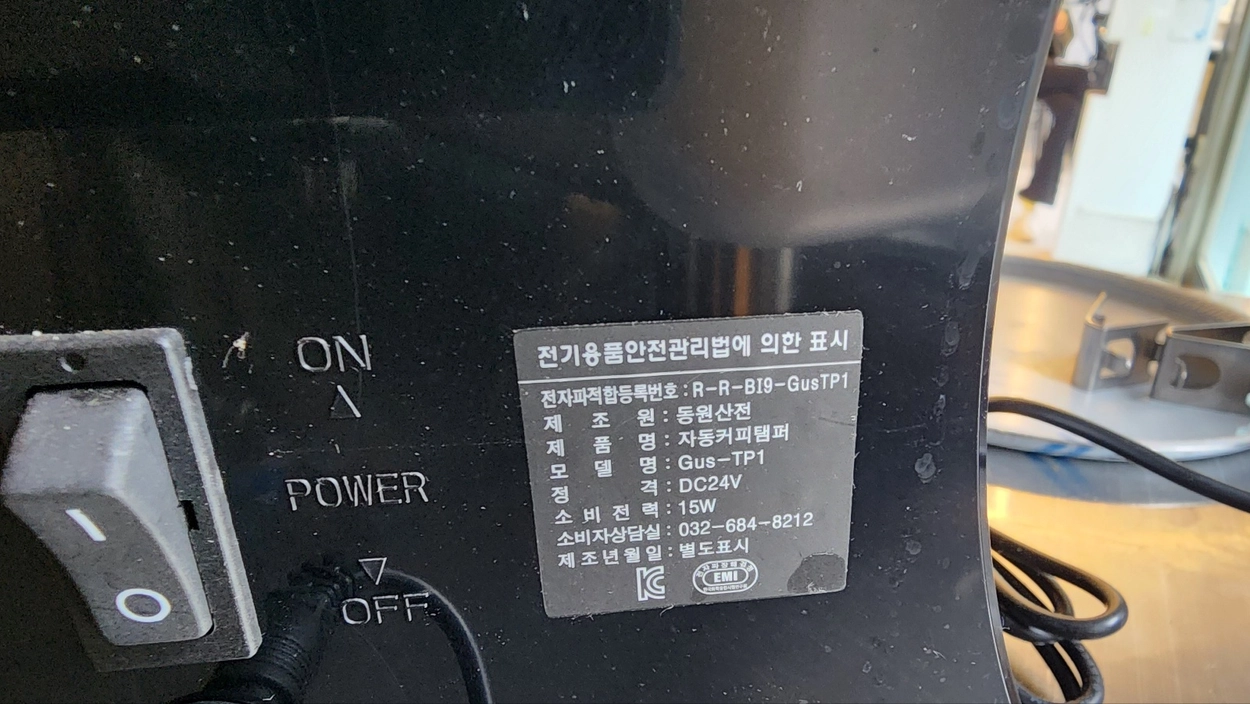 ON
POWER
OFF
전기용품안전관리법에 의한 표시
전자파적합등록번호 : R-R-BI9-GusTP1
제 조 원 : 동원산전
제 품 명 : 자동커피탬퍼
모 델 명 : Gus-TP1
정 격 : DC24V
소 비 전 력 : 15W
소비자상담실 : 032-684-8212
제 조 년 월 일 : 별도표시
EMI